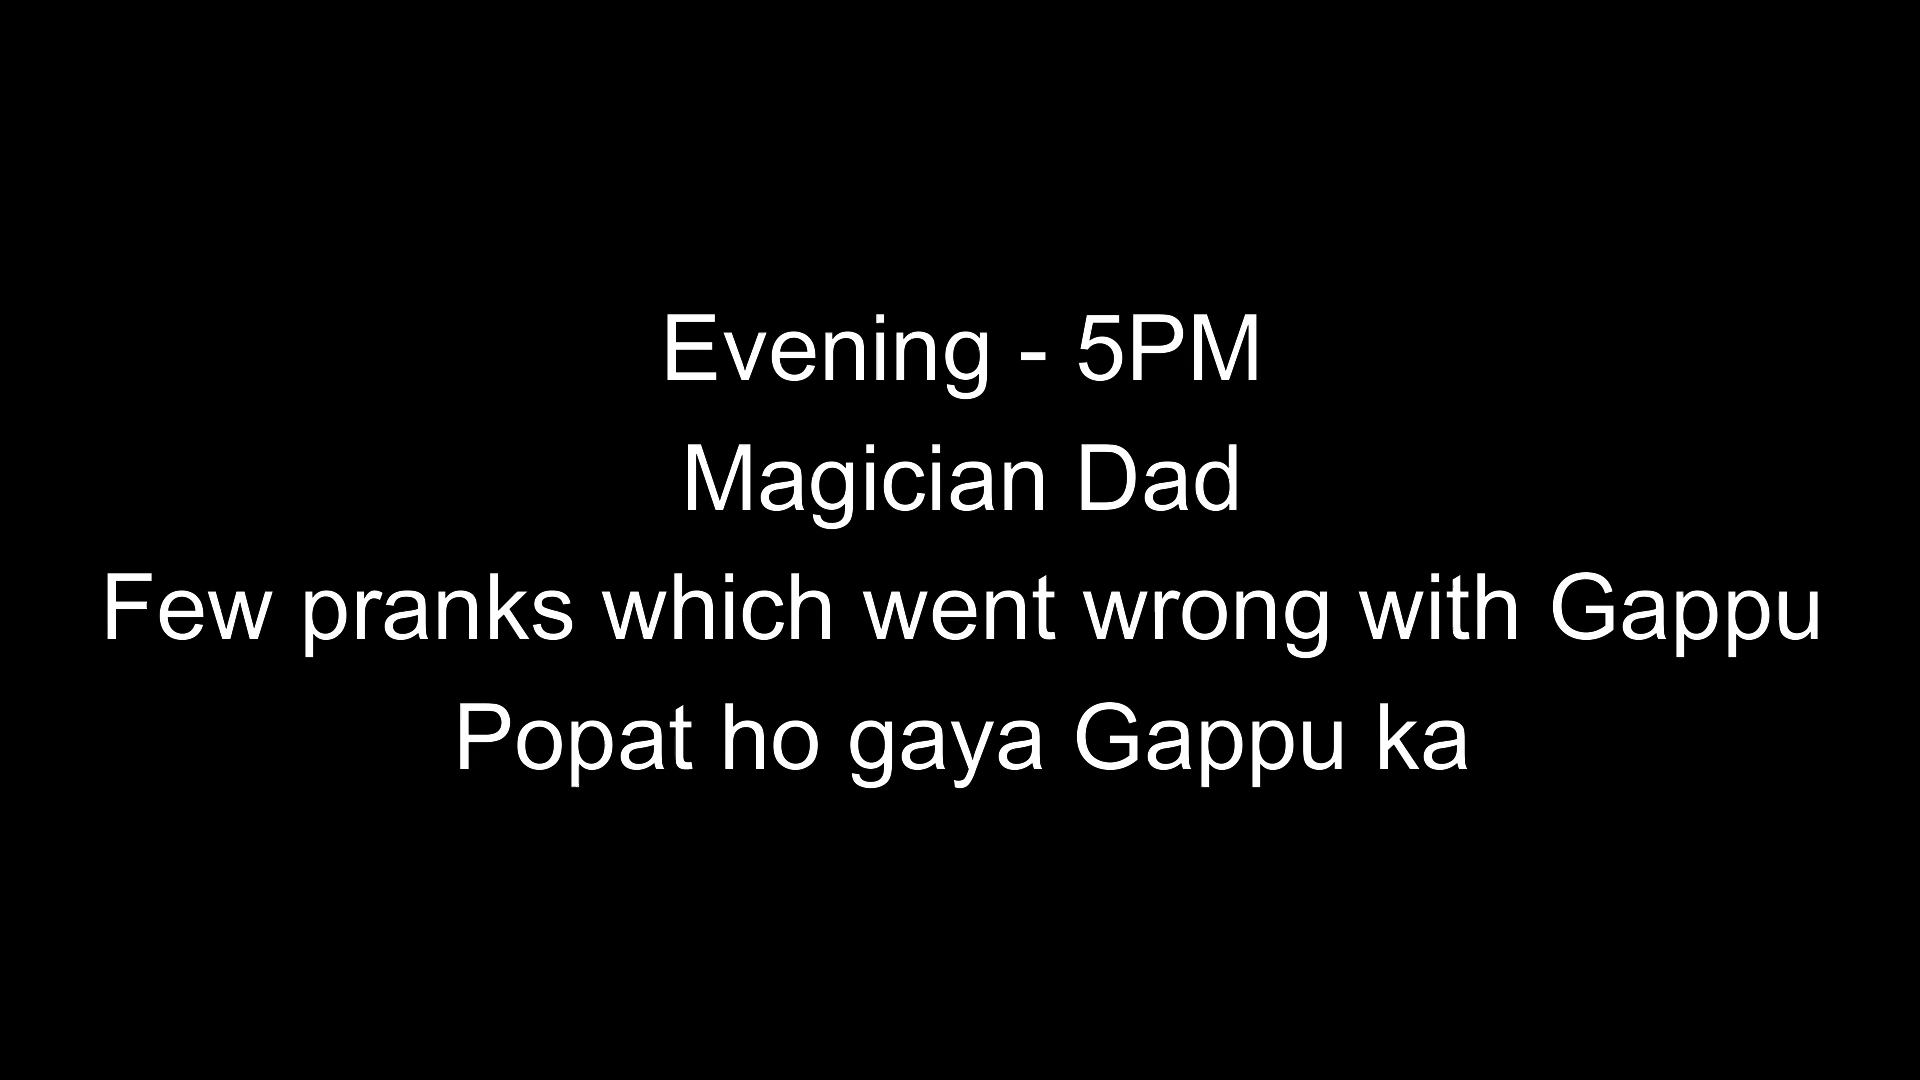 Evening - 5PM
Magician Dad
Few pranks which went wrong with Gappu
Popat ho gaya Gappu ka